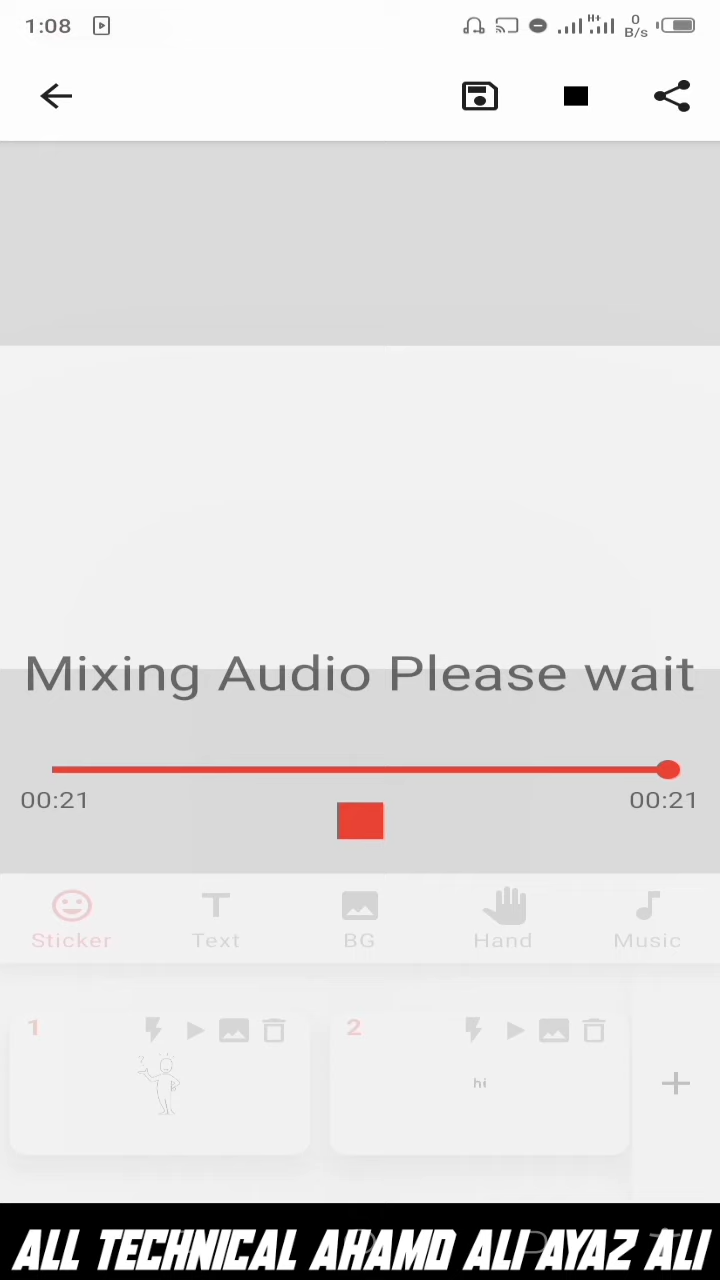 1:08
H+
0
B/s
Mixing Audio Please wait
00:21
00:21
Sticker
Text
BG
Hand
Music
1
2
?
hi
ALL TECHNICAL AHAMD ALI AYAZ ALI